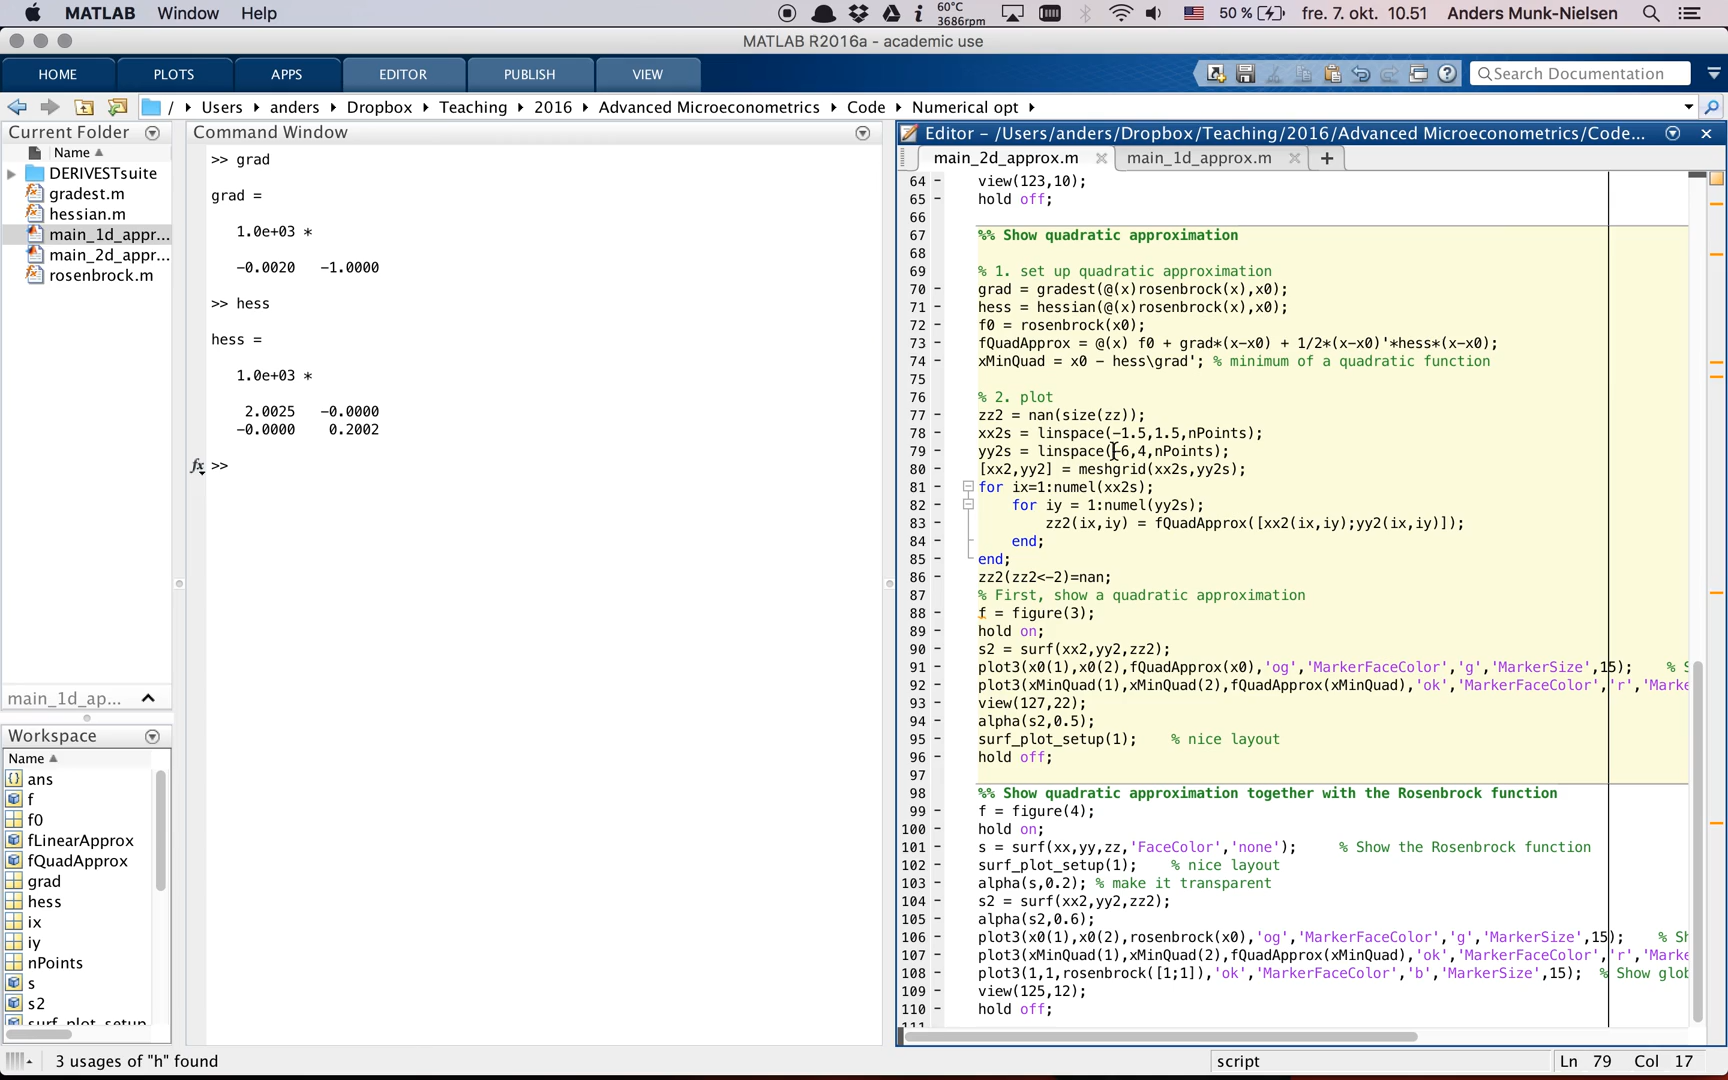 MATLAB Window Help 60°C 3686rpm 50 % fre. 7. okt. 10.51 Anders Munk-Nielsen
MATLAB R2016a - academic use
HOME PLOTS APPS EDITOR PUBLISH VIEW Search Documentation
/ Users anders Dropbox Teaching 2016 Advanced Microeconometrics Code Numerical opt
Current Folder
Name
DERIVESTsuite
gradest.m
hessian.m
main_1d_appr...
main_2d_appr...
rosenbrock.m
main_1d_ap...
Workspace
Name
ans
f
f0
fLinearApprox
fQuadApprox
grad
hess
ix
iy
nPoints
s
s2
surf_plot_setup
Command Window
>> grad
grad =
1.0e+03 *
-0.0020 -1.0000
>> hess
hess =
1.0e+03 *
2.0025 -0.0000
-0.0000 0.2002
fx >>
Editor - /Users/anders/Dropbox/Teaching/2016/Advanced Microeconometrics/Code...
main_2d_approx.m main_1d_approx.m
64 - view(123,10);
65 - hold off;
66
67 %% Show quadratic approximation
68
69 % 1. set up quadratic approximation
70 - grad = gradest(@(x)rosenbrock(x),x0);
71 - hess = hessian(@(x)rosenbrock(x),x0);
72 - f0 = rosenbrock(x0);
73 - fQuadApprox = @(x) f0 + grad*(x-x0) + 1/2*(x-x0)'*hess*(x-x0);
74 - xMinQuad = x0 - hess\grad'; % minimum of a quadratic function
75
76 % 2. plot
77 - zz2 = nan(size(zz));
78 - xx2s = linspace(-1.5,1.5,nPoints);
79 - yy2s = linspace(-6,4,nPoints);
80 - [xx2,yy2] = meshgrid(xx2s,yy2s);
81 - for ix=1:numel(xx2s);
82 - for iy = 1:numel(yy2s);
83 - zz2(ix,iy) = fQuadApprox([xx2(ix,iy);yy2(ix,iy)]);
84 - end;
85 - end;
86 - zz2(zz2<-2)=nan;
87 % First, show a quadratic approximation
88 - f = figure(3);
89 - hold on;
90 - s2 = surf(xx2,yy2,zz2);
91 - plot3(x0(1),x0(2),fQuadApprox(x0),'og','MarkerFaceColor','g','MarkerSize',15); % S
92 - plot3(xMinQuad(1),xMinQuad(2),fQuadApprox(xMinQuad),'ok','MarkerFaceColor','r','Marke
93 - view(127,22);
94 - alpha(s2,0.5);
95 - surf_plot_setup(1); % nice layout
96 - hold off;
97
98 %% Show quadratic approximation together with the Rosenbrock function
99 - f = figure(4);
100 - hold on;
101 - s = surf(xx,yy,zz,'FaceColor','none'); % Show the Rosenbrock function
102 - surf_plot_setup(1); % nice layout
103 - alpha(s,0.2); % make it transparent
104 - s2 = surf(xx2,yy2,zz2);
105 - alpha(s2,0.6);
106 - plot3(x0(1),x0(2),rosenbrock(x0),'og','MarkerFaceColor','g','MarkerSize',15); % Sh
107 - plot3(xMinQuad(1),xMinQuad(2),fQuadApprox(xMinQuad),'ok','MarkerFaceColor','r','Marke
108 - plot3(1,1,rosenbrock([1;1]),'ok','MarkerFaceColor','b','MarkerSize',15); % Show glob
109 - view(125,12);
110 - hold off;
111
3 usages of "h" found script Ln 79 Col 17